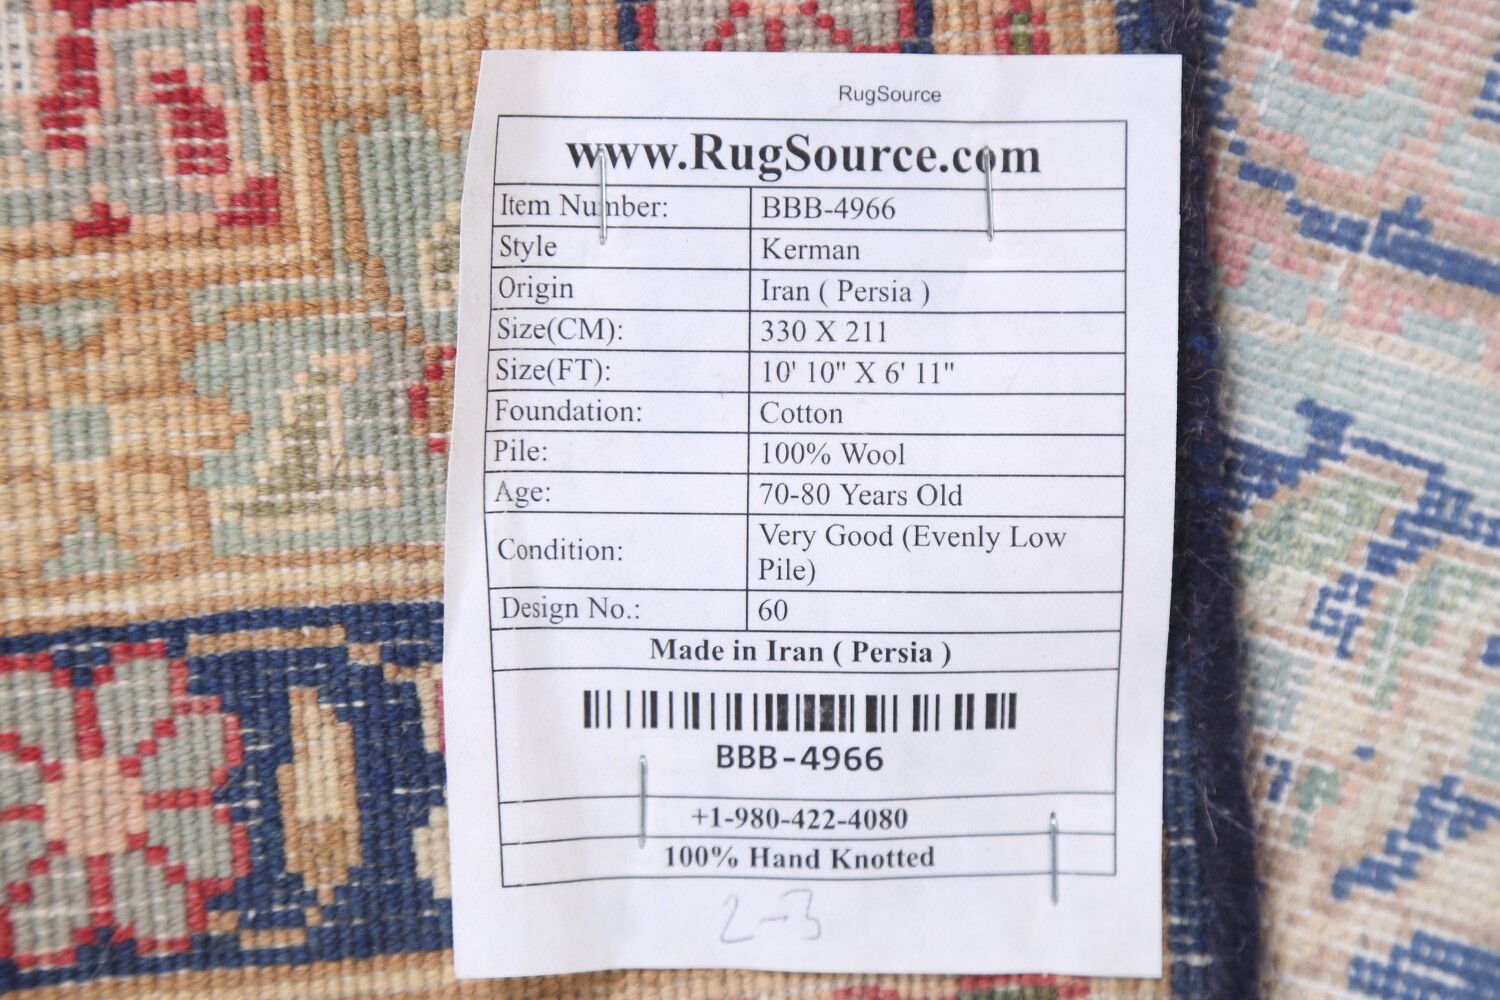 RugSource
www.RugSource.com
Item Number: BBB-4966
Style Kerman
Origin Iran ( Persia )
Size(CM): 330 X 211
Size(FT): 10' 10" X 6' 11"
Foundation: Cotton
Pile: 100% Wool
Age: 70-80 Years Old
Condition: Very Good (Evenly Low
Pile)
Design No.: 60
Made in Iran ( Persia )
BBB-4966
+1-980-422-4080
100% Hand Knotted
2-3